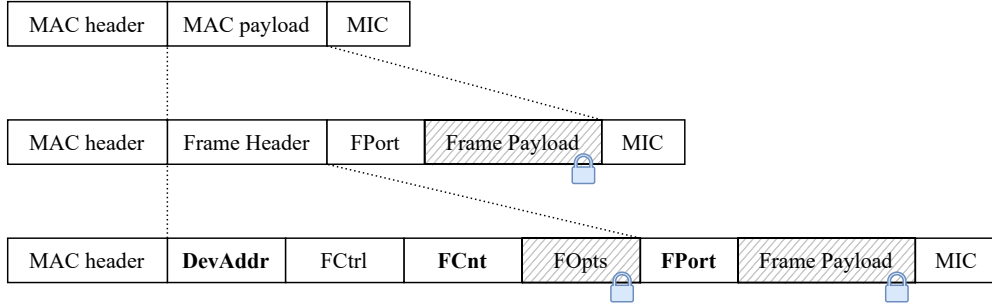 MAC header MAC payload MIC
MAC header Frame Header FPort Frame Payload MIC
MAC header DevAddr FCtrl FCnt FOpts FPort Frame Payload MIC